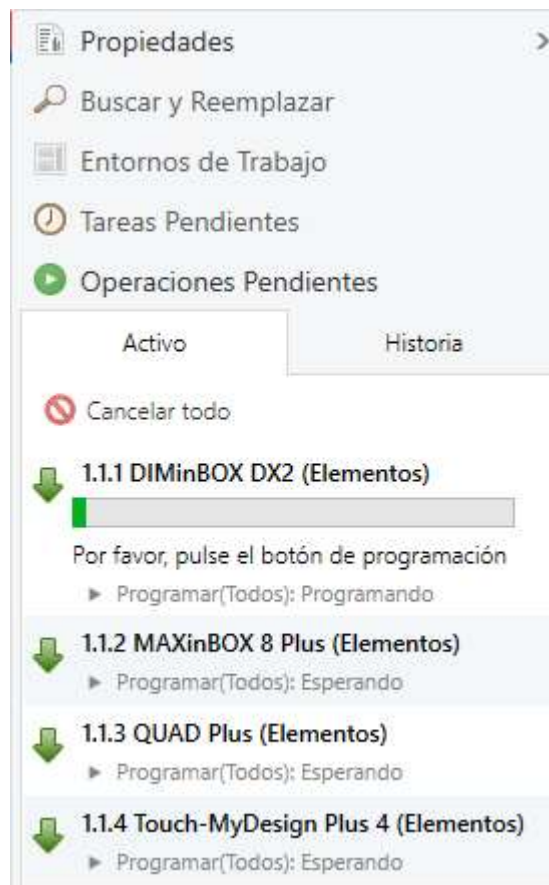 Propiedades
Buscar y Reemplazar
Entornos de Trabajo
Tareas Pendientes
Operaciones Pendientes
Activo Historia
Cancelar todo
1.1.1 DIMinBOX DX2 (Elementos)
Por favor, pulse el botón de programación
Programar(Todos): Programando
1.1.2 MAXinBOX 8 Plus (Elementos)
Programar(Todos): Esperando
1.1.3 QUAD Plus (Elementos)
Programar(Todos): Esperando
1.1.4 Touch-MyDesign Plus 4 (Elementos)
Programar(Todos): Esperando